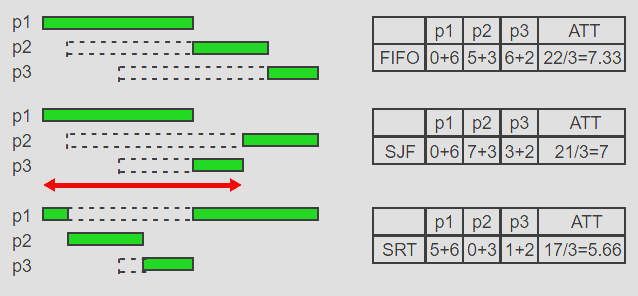 p1
p2
p3
p1 p2 p3 ATT
FIFO 0+6 5+3 6+2 22/3=7.33
p1
p2
p3
p1 p2 p3 ATT
SJF 0+6 7+3 3+2 21/3=7
p1
p2
p3
p1 p2 p3 ATT
SRT 5+6 0+3 1+2 17/3=5.66